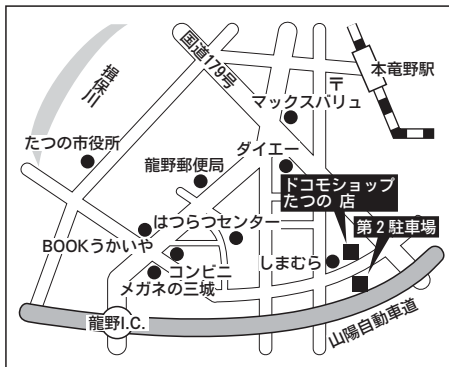 国道179号
本竜野駅
〒
揖保川
マックスバリュ
たつの市役所
ダイエー
龍野郵便局
ドコモショップ
たつの 店
はつらつセンター
第2駐車場
BOOKうかいや
コンビニ
しまむら
メガネの三城
龍野I.C.
山陽自動車道